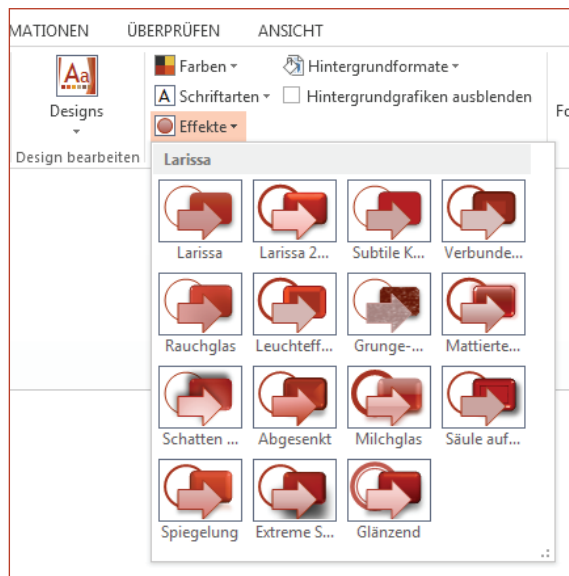 MATIONEN ÜBERPRÜFEN ANSICHT
Aa
Designs
Design bearbeiten
Farben
Hintergrundformate
A Schriftarten
Hintergrundgrafiken ausblenden
Effekte
Fo
Larissa
Larissa Larissa 2... Subtile K... Verbunde...
Rauchglas Leuchteff... Grunge-... Mattierte...
Schatten ... Abgesenkt Milchglas Säule auf...
Spiegelung Extreme S... Glänzend